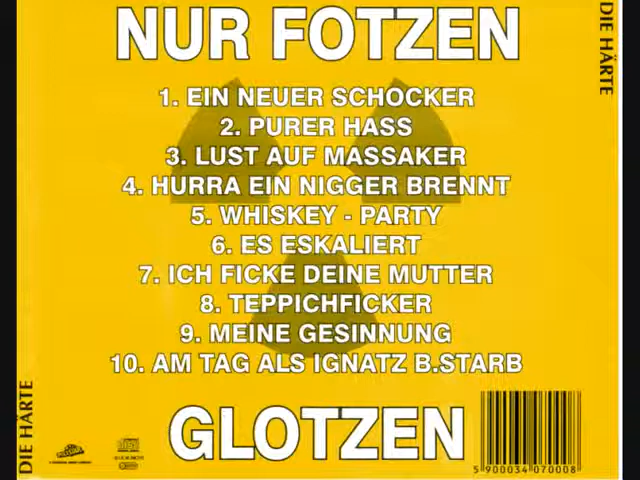 NUR FOTZEN
1. EIN NEUER SCHOCKER
2. PURER HASS
3. LUST AUF MASSAKER
4. HURRA EIN NIGGER BRENNT
5. WHISKEY - PARTY
6. ES ESKALIERT
7. ICH FICKE DEINE MUTTER
8. TEPPICHFICKER
9. MEINE GESINNUNG
10. AM TAG ALS IGNATZ B.STARB
GLOTZEN
DIE HÄRTE
DIE HÄRTE
5 900034 070008